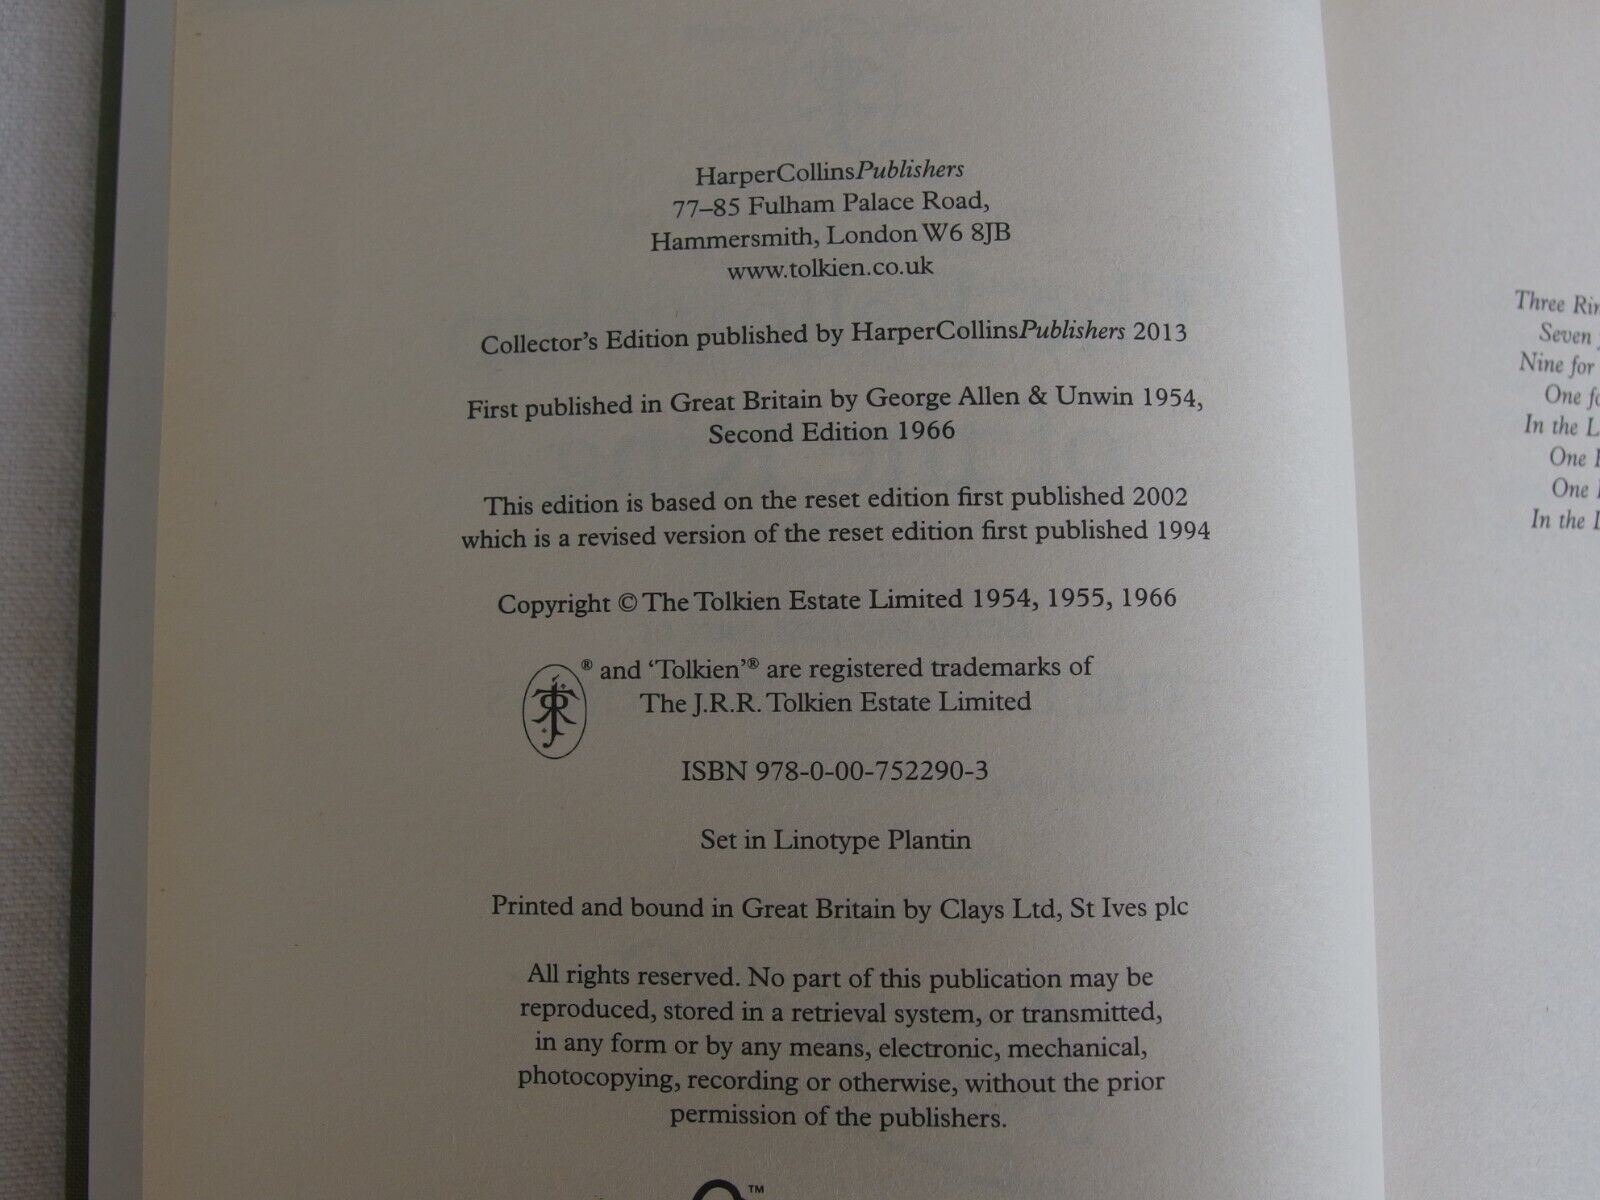 HarperCollinsPublishers
77–85 Fulham Palace Road,
Hammersmith, London W6 8JB
www.tolkien.co.uk
Collector's Edition published by HarperCollinsPublishers 2013
First published in Great Britain by George Allen & Unwin 1954,
Second Edition 1966
This edition is based on the reset edition first published 2002
which is a revised version of the reset edition first published 1994
Copyright © The Tolkien Estate Limited 1954, 1955, 1966
® and ‘Tolkien’® are registered trademarks of
The J.R.R. Tolkien Estate Limited
ISBN 978-0-00-752290-3
Set in Linotype Plantin
Printed and bound in Great Britain by Clays Ltd, St Ives plc
All rights reserved. No part of this publication may be
reproduced, stored in a retrieval system, or transmitted,
in any form or by any means, electronic, mechanical,
photocopying, recording or otherwise, without the prior
permission of the publishers.
™
Three
Seven
Nine for
One
In the
One
One
In the